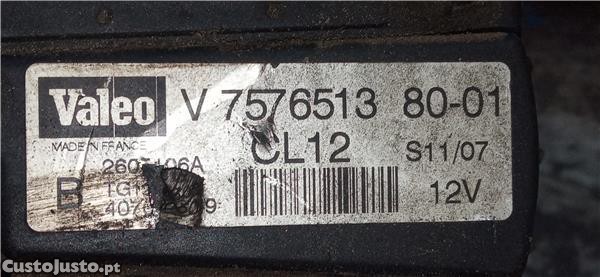 Valeo V 7576513 80-01
MADE IN FRANCE CL12 S11/07
B 12V
CustoJusto.pt